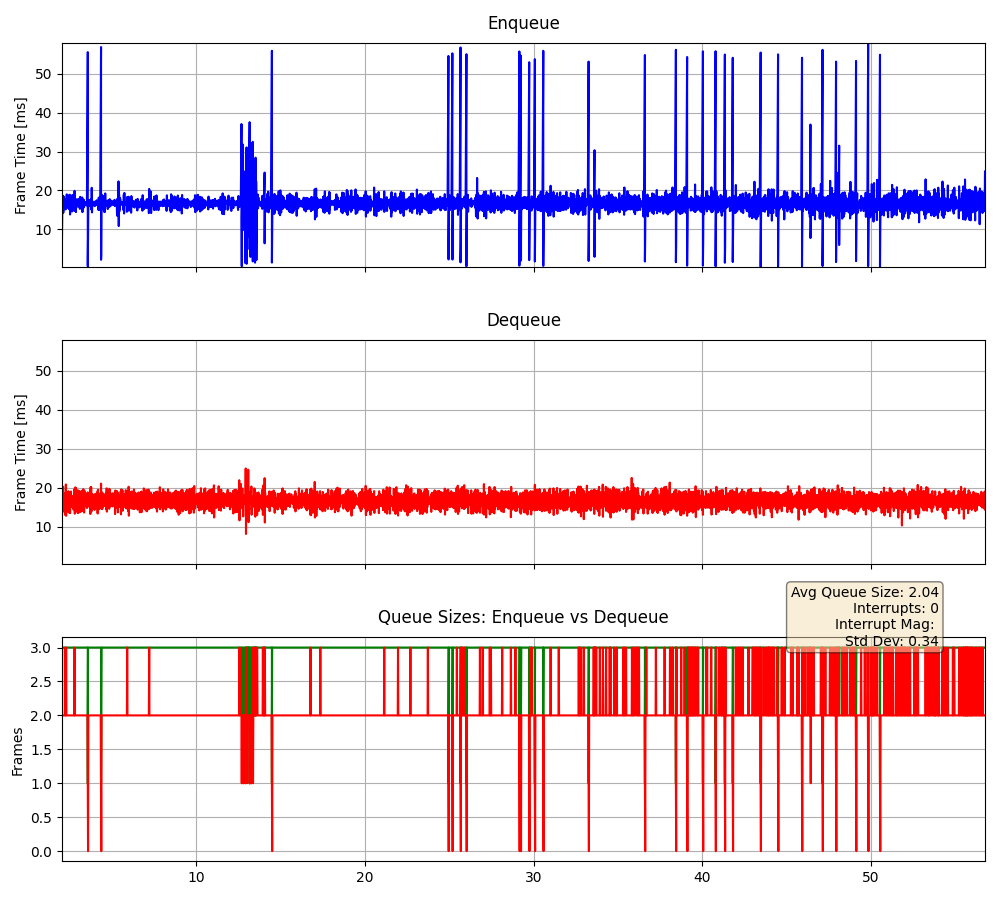 Enqueue
Frame Time [ms]
50
40
30
20
10
Dequeue
Frame Time [ms]
50
40
30
20
10
Avg Queue Size: 2.04
Interrupts: 0
Interrupt Mag:
Std Dev: 0.34
Queue Sizes: Enqueue vs Dequeue
Frames
3.0
2.5
2.0
1.5
1.0
0.5
0.0
10 20 30 40 50